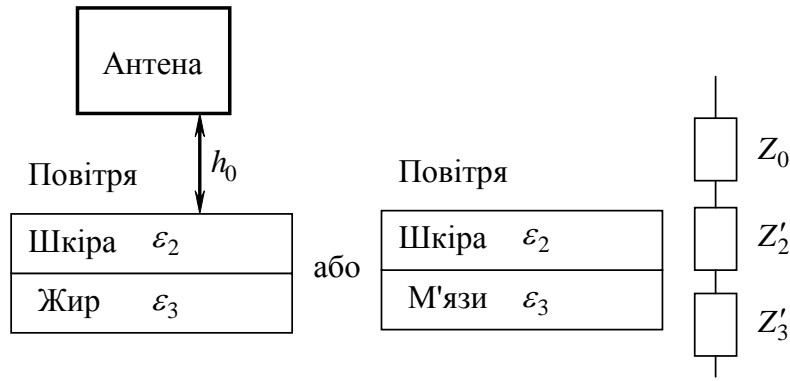 Антена
h₀
Повітря
Шкіра ε₂
Жир ε₃
або
Повітря
Шкіра ε₂
М'язи ε₃
Z₀
Z′₂
Z′₃